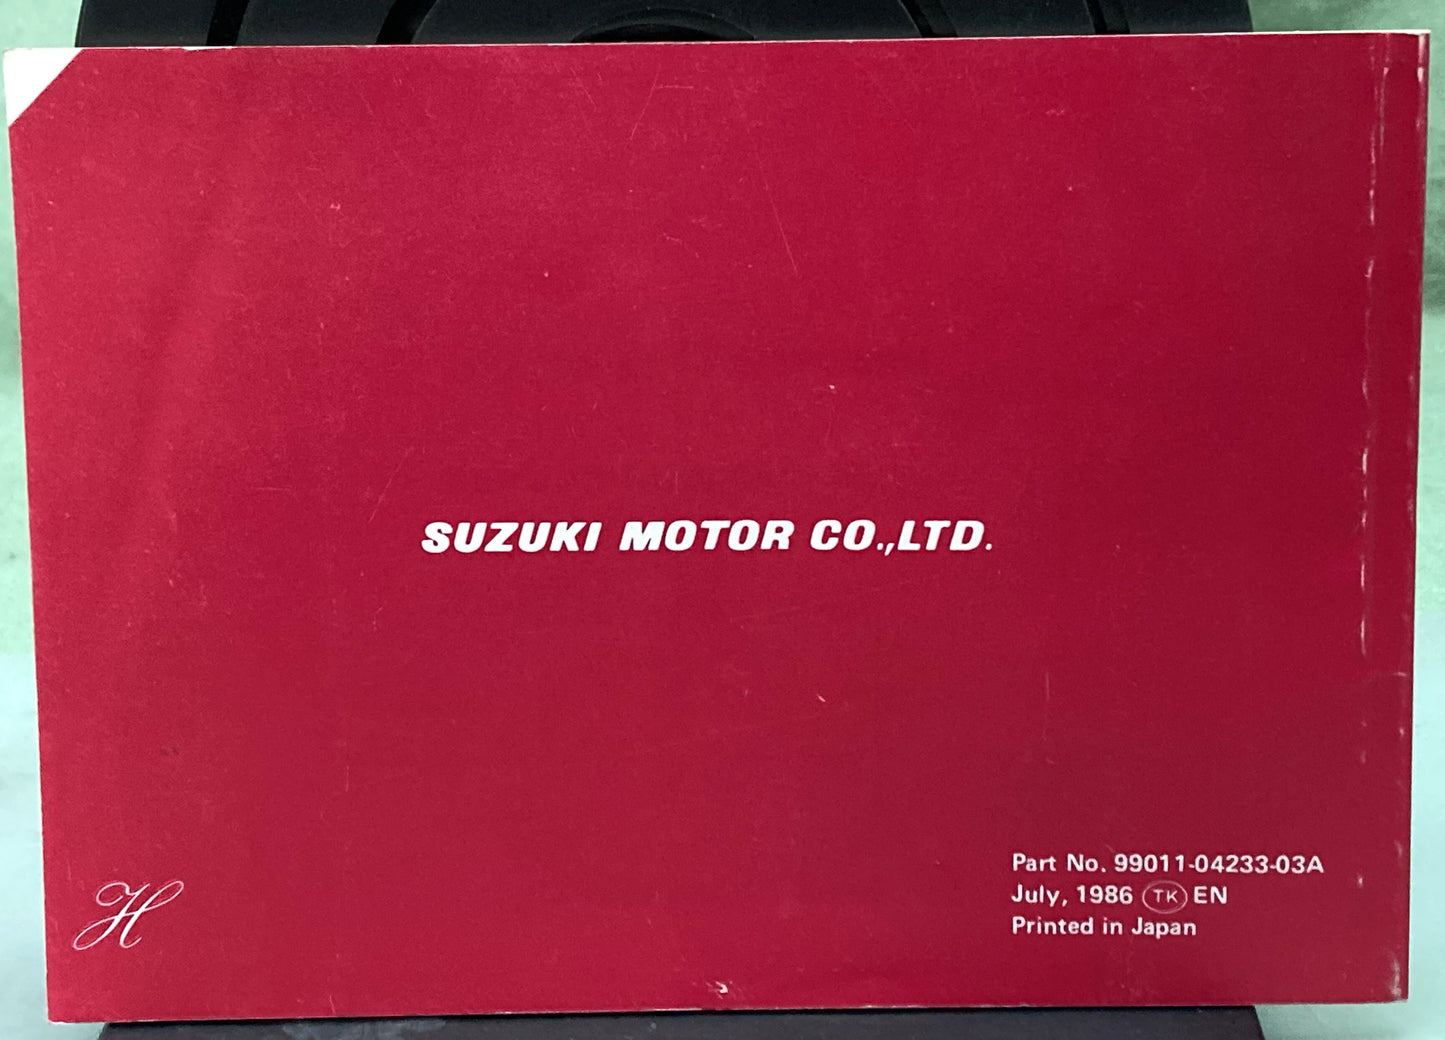 SUZUKI MOTOR CO.,LTD.
Part No. 99011-04233-03A
July, 1986 TK EN
Printed in Japan
H